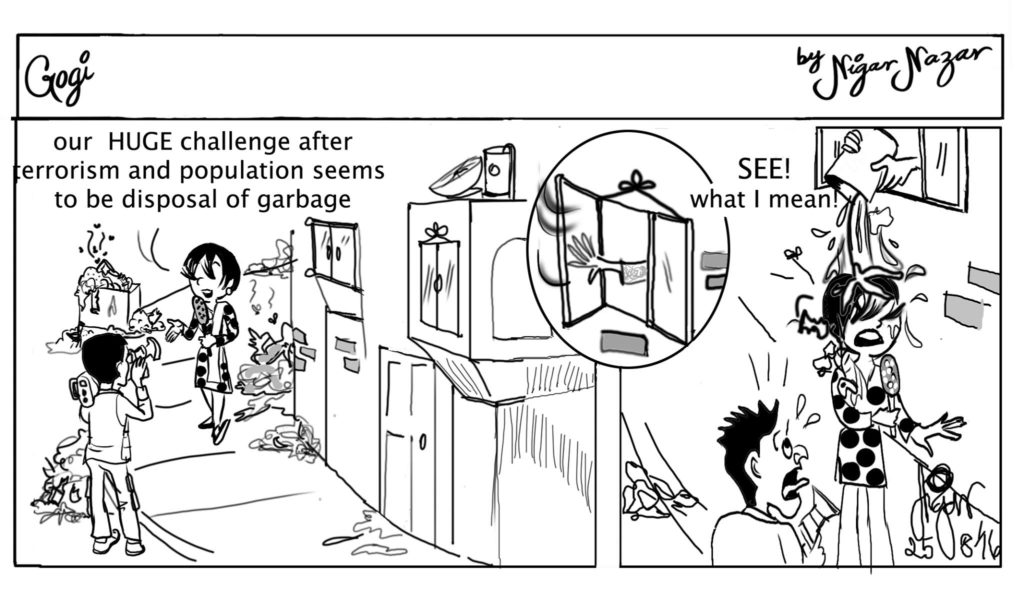 Gogi
by Nigar Nazar
our HUGE challenge after
terrorism and population seems
to be disposal of garbage
SEE!
what I mean!
Nigar